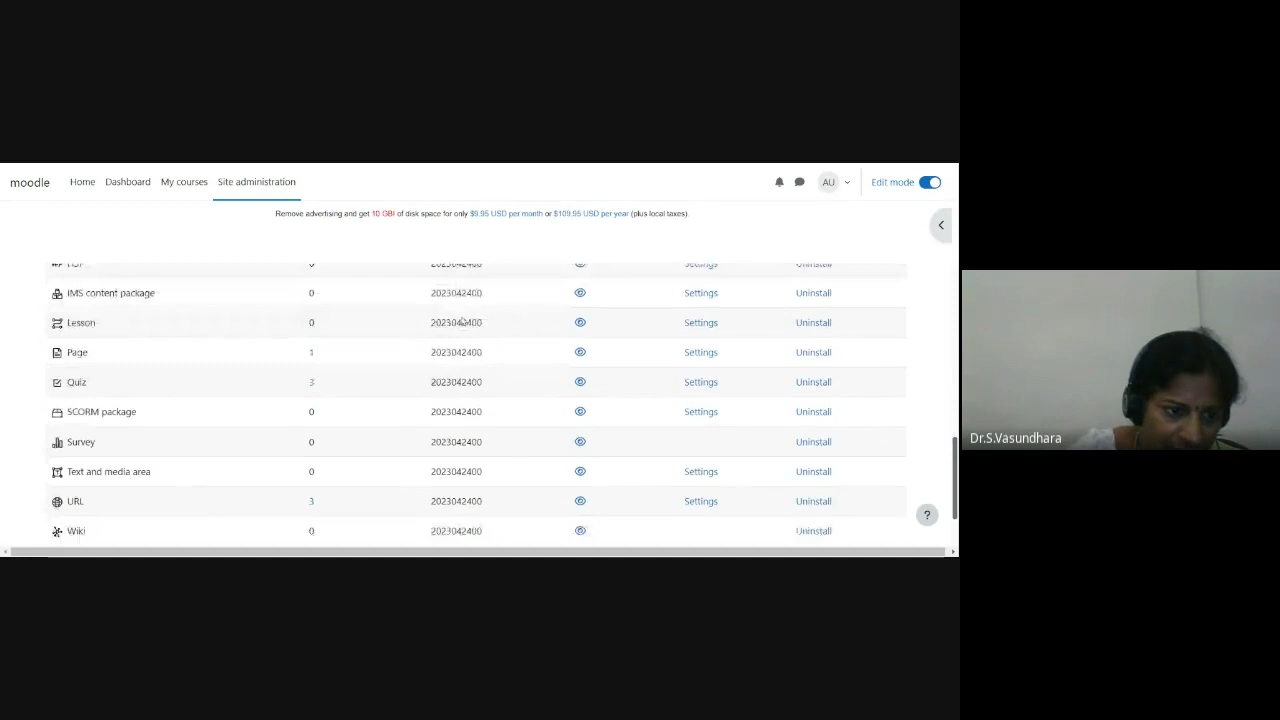 moodle Home Dashboard My courses Site administration AU Edit mode
Remove advertising and get 10 GB! of disk space for only $9.95 USD per month or $109.95 USD per year (plus local taxes).
0 2023042400 Settings Uninstall
IMS content package 0 2023042400 Settings Uninstall
Lesson 0 2023042400 Settings Uninstall
Page 1 2023042400 Settings Uninstall
Quiz 3 2023042400 Settings Uninstall
SCORM package 0 2023042400 Settings Uninstall
Survey 0 2023042400 Uninstall
Text and media area 0 2023042400 Settings Uninstall
URL 3 2023042400 Settings Uninstall
Wiki 0 2023042400 Uninstall
?
Dr.S.Vasundhara